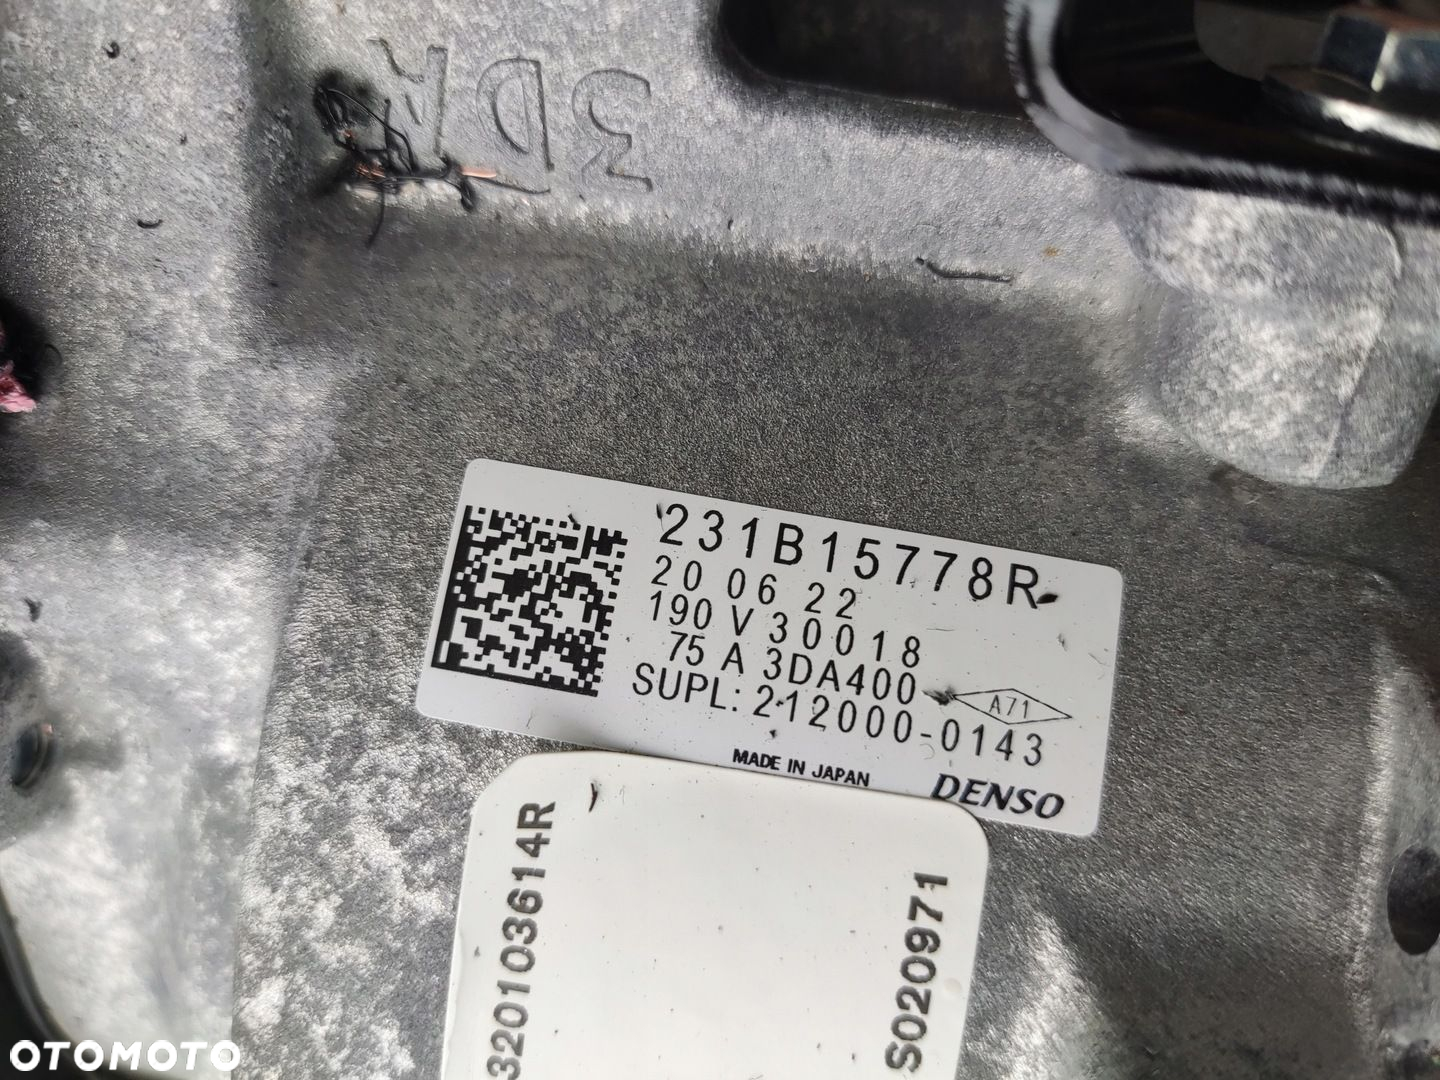 3DA
231B15778R
20 06 22
190 V 30018
75 A 3DA400
A71
SUPL: 212000-0143
MADE IN JAPAN
DENSO
320103614R
S020971
OTOMOTO